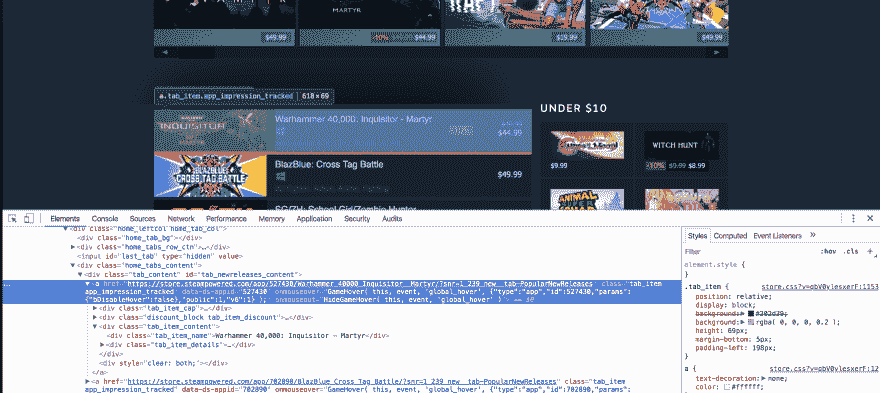 MARTYR
$49.99
-10% $44.99
$19.99
$49.99
a.tab_item.app_impression_tracked | 618×69
UNDER $10
INQUISITOR
Warhammer 40,000: Inquisitor - Martyr
$44.99
WITCH HUNT
$9.99
-10% $9.99 $8.99
BLAZBLUE
CROSS TAG BATTLE
BlazBlue: Cross Tag Battle
$49.99
ANIMAL
SG/ZH: School Girl/Zombie Hunter
Elements Console Sources Network Performance Memory Application Security Audits
<div class="home_leftcol home_tab_col">
<div class="home_tab_bg"></div>
<div class="home_tabs_row_ctn">…</div>
<input id="last_tab" type="hidden" value>
<div class="home_tabs_content">
<div class="tab_content" id="tab_newreleases_content">
<a href="https://store.steampowered.com/app/527430/Warhammer_40000_Inquisitor__Martyr/?snr=1_239_new__tab-PopularNewReleases" class="tab_item
app_impression_tracked" data-ds-appid="527430" onmouseover="GameHover( this, event, 'global_hover', {"type":"app","id":527430,"params":
{"bDisableHover":false},"public":1,"v6":1} );" onmouseout="HideGameHover( this, event, 'global_hover' )"> == $0
<div class="tab_item_cap">…</div>
<div class="discount_block tab_item_discount">…</div>
<div class="tab_item_content">
<div class="tab_item_name">Warhammer 40,000: Inquisitor - Martyr</div>
<div class="tab_item_details">…</div>
</div>
<div style="clear: both;"></div>
</a>
<a href="https://store.steampowered.com/app/702890/BlazBlue_Cross_Tag_Battle/?snr=1_239_new__tab-PopularNewReleases" class="tab_item
app_impression_tracked" data-ds-appid="702890" onmouseover="GameHover( this, event, 'global_hover', {"type":"app","id":702890,"params":
Styles Computed Event Listeners »
Filter :hov .cls +
element.style {
}
.tab_item { store.css?v=pbV0ylesxerF:1153
position: relative;
display: block;
background: #202d39;
background: rgba( 0, 0, 0, 0.2 );
height: 69px;
margin-bottom: 5px;
padding-left: 198px;
}
a { store.css?v=pbV0ylesxerF:12
text-decoration: none;
color: #ffffff;